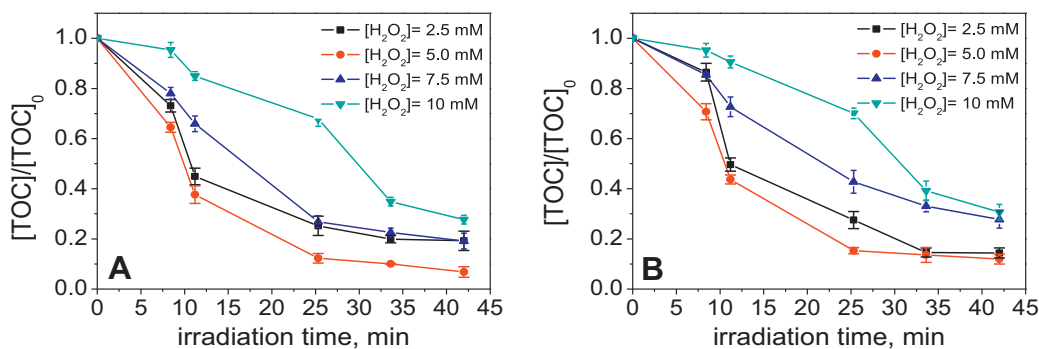 [TOC]/[TOC]₀
1.0
0.8
0.6
0.4
0.2
0.0
[H₂O₂]= 2.5 mM
[H₂O₂]= 5.0 mM
[H₂O₂]= 7.5 mM
[H₂O₂]= 10 mM
A
0 5 10 15 20 25 30 35 40 45
irradiation time, min
[TOC]/[TOC]₀
1.0
0.8
0.6
0.4
0.2
0.0
[H₂O₂]= 2.5 mM
[H₂O₂]= 5.0 mM
[H₂O₂]= 7.5 mM
[H₂O₂]= 10 mM
B
0 5 10 15 20 25 30 35 40 45
irradiation time, min